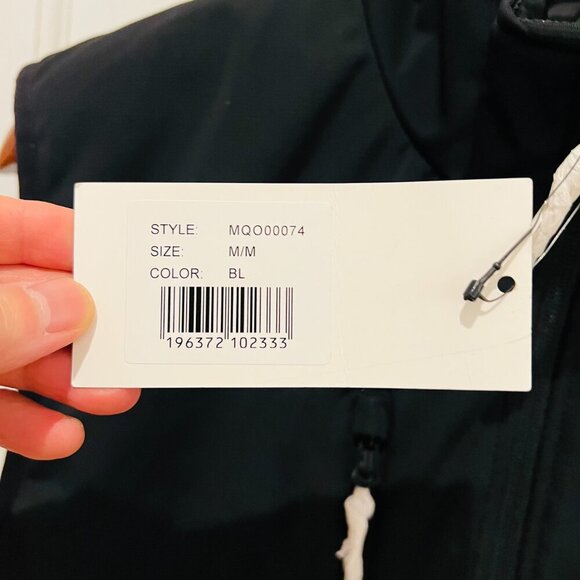 STYLE: MQO00074
SIZE: M/M
COLOR: BL
196372 102333